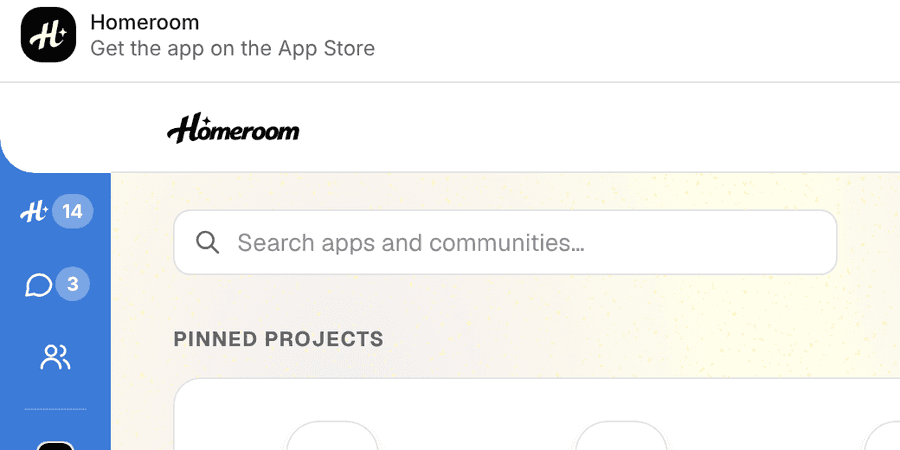 Homeroom
Get the app on the App Store
Homeroom
H 14
Search apps and communities...
3
PINNED PROJECTS